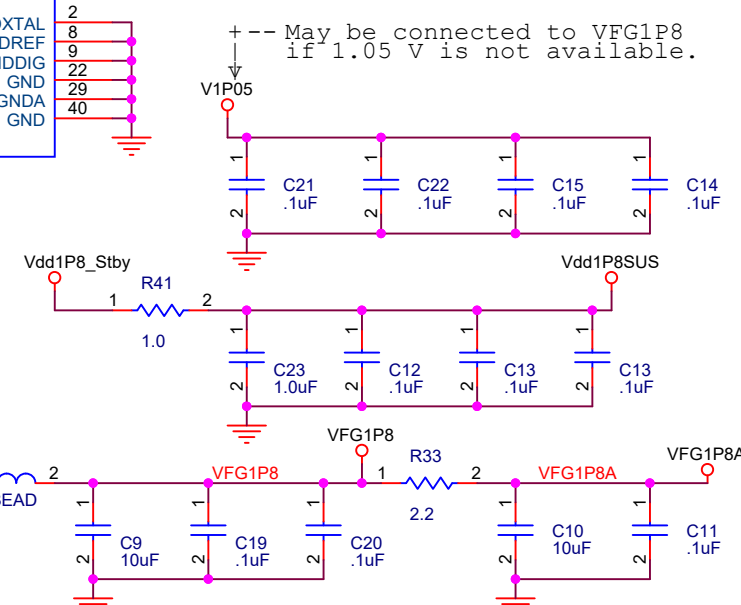 2
OXTAL
8
DREF
9
NDDIG
22
GND
29
GNDA
40
GND
+-- May be connected to VFG1P8
if 1.05 V is not available.
V1P05
1
C21
.1uF
2
1
C22
.1uF
2
1
C15
.1uF
2
1
C14
.1uF
2
Vdd1P8_Stby
R41
1
2
1.0
Vdd1P8SUS
1
C23
1.0uF
2
1
C12
.1uF
2
1
C13
.1uF
2
1
C13
.1uF
2
BEAD
2
VFG1P8
VFG1P8
1
R33
2
2.2
VFG1P8A
VFG1P8A
1
C9
10uF
2
1
C19
.1uF
2
1
C20
.1uF
2
1
C10
10uF
2
1
C11
.1uF
2